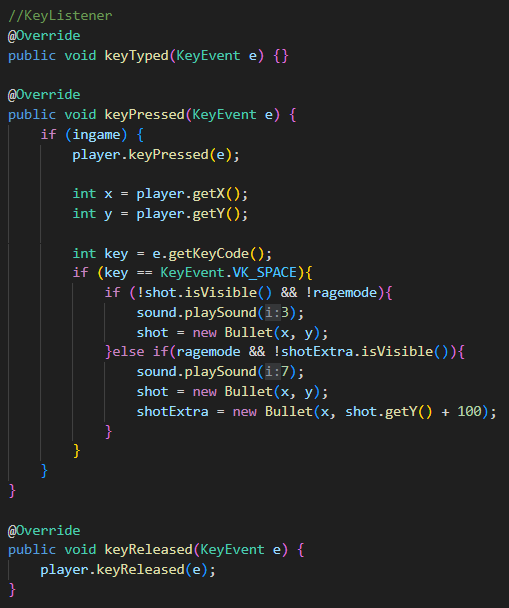 //KeyListener
@Override
public void keyTyped(KeyEvent e) {}

@Override
public void keyPressed(KeyEvent e) {
    if (ingame) {
        player.keyPressed(e);

        int x = player.getX();
        int y = player.getY();

        int key = e.getKeyCode();
        if (key == KeyEvent.VK_SPACE){
            if (!shot.isVisible() && !ragemode){
                sound.playSound(i:3);
                shot = new Bullet(x, y);
            }else if(ragemode && !shotExtra.isVisible()){
                sound.playSound(i:7);
                shot = new Bullet(x, y);
                shotExtra = new Bullet(x, shot.getY() + 100);
            }
        }
    }
}

@Override
public void keyReleased(KeyEvent e) {
    player.keyReleased(e);
}